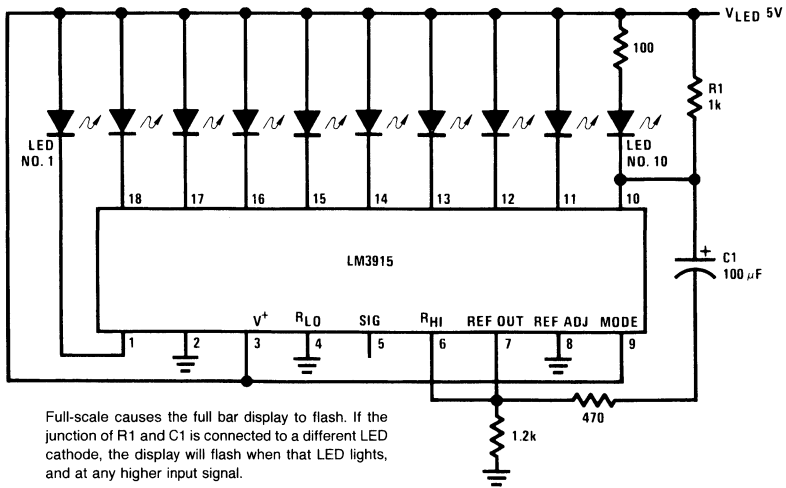 V_LED 5V
100
R1
1k
LED
NO. 1
LED
NO. 10
18 17 16 15 14 13 12 11 10
LM3915
C1
100 μF
+
V+ R_LO SIG R_HI REF OUT REF ADJ MODE
1 2 3 4 5 6 7 8 9
470
1.2k
Full-scale causes the full bar display to flash. If the
junction of R1 and C1 is connected to a different LED
cathode, the display will flash when that LED lights,
and at any higher input signal.